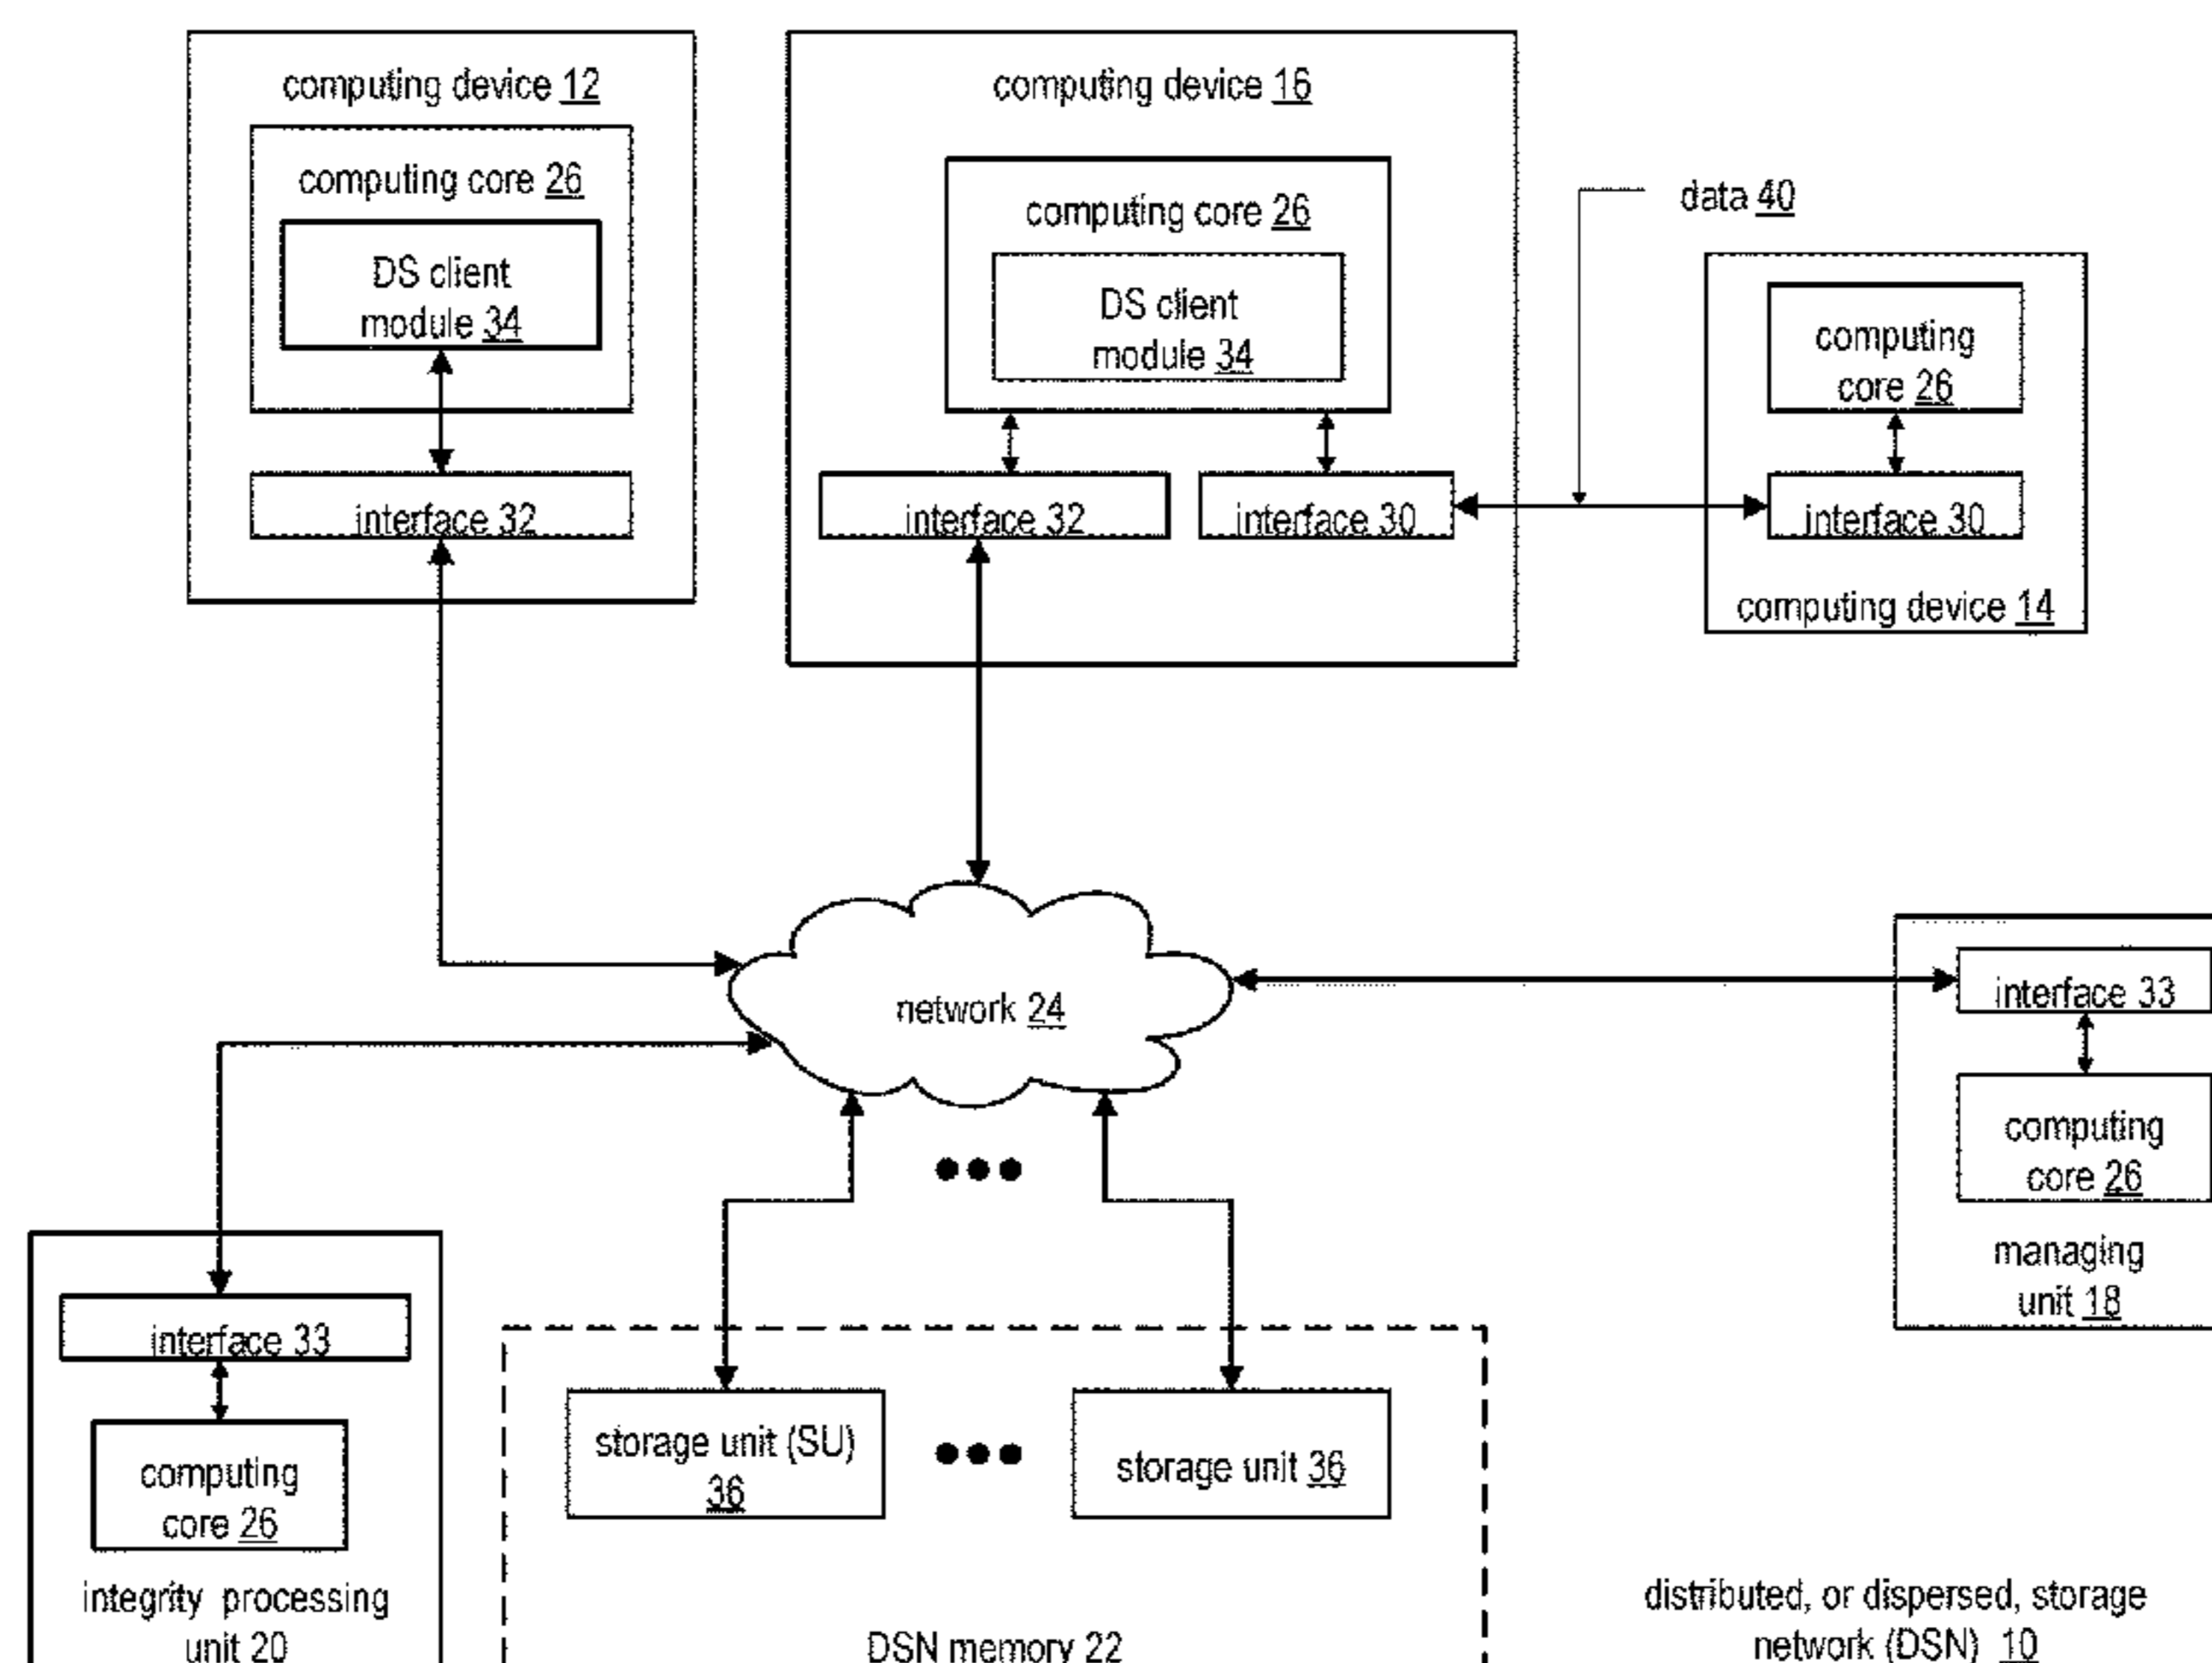 computing device 12
computing core 26
DS client
module 34
interface 32
computing device 16
computing core 26
DS client
module 34
interface 32
interface 30
data 40
computing
core 26
interface 30
computing device 14
network 24
interface 33
computing
core 26
managing
unit 18
interface 33
computing
core 26
integrity processing
unit 20
storage unit (SU)
36
storage unit 36
DSN memory 22
distributed, or dispersed, storage
network (DSN) 10